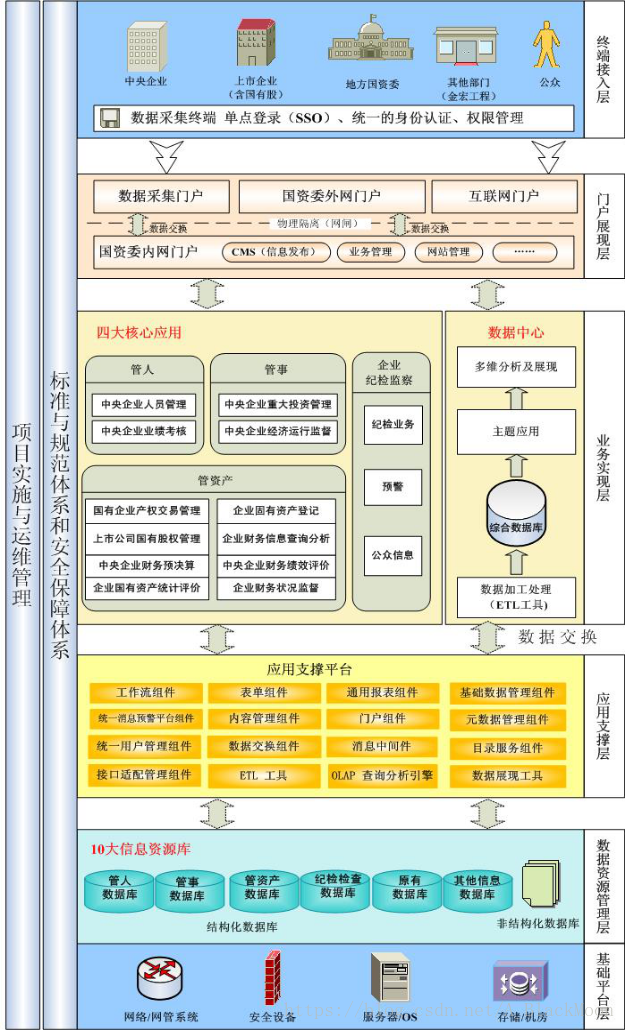 项目实施与运维管理
标准与规范体系和安全保障体系
中央企业
上市企业
(含国有股)
地方国资委
其他部门
(金宏工程)
公众
数据采集终端 单点登录(SSO)、统一的身份认证、权限管理
终端接入层
数据采集门户
国资委外网门户
互联网门户
物理隔离(网闸)
数据交换
数据交换
国资委内网门户
CMS(信息发布)
业务管理
网站管理
……
门户展现层
四大核心应用
管人
中央企业人员管理
中央企业业绩考核
管事
中央企业重大投资管理
中央企业经济运行监督
企业
纪检监察
纪检业务
预警
公众信息
管资产
国有企业产权交易管理
企业固有资产登记
上市公司国有股权管理
企业财务信息查询分析
中央企业财务预决算
中央企业财务绩效评价
企业国有资产统计评价
企业财务状况监督
数据中心
多维分析及展现
主题应用
综合数据库
数据加工处理
(ETL工具)
业务实现层
数据交换
应用支撑平台
工作流组件
表单组件
通用报表组件
基础数据管理组件
统一消息预警平台组件
内容管理组件
门户组件
元数据管理组件
统一用户管理组件
数据交换组件
消息中间件
目录服务组件
接口适配管理组件
ETL 工具
OLAP 查询分析引擎
数据展现工具
应用支撑层
10大信息资源库
管人
数据库
管事
数据库
管资产
数据库
纪检检查
数据库
原有
数据库
其他信息
数据库
结构化数据库
非结构化数据库
数据资源管理层
网络/网管系统
安全设备
服务器/OS
存储/机房
基础平台层